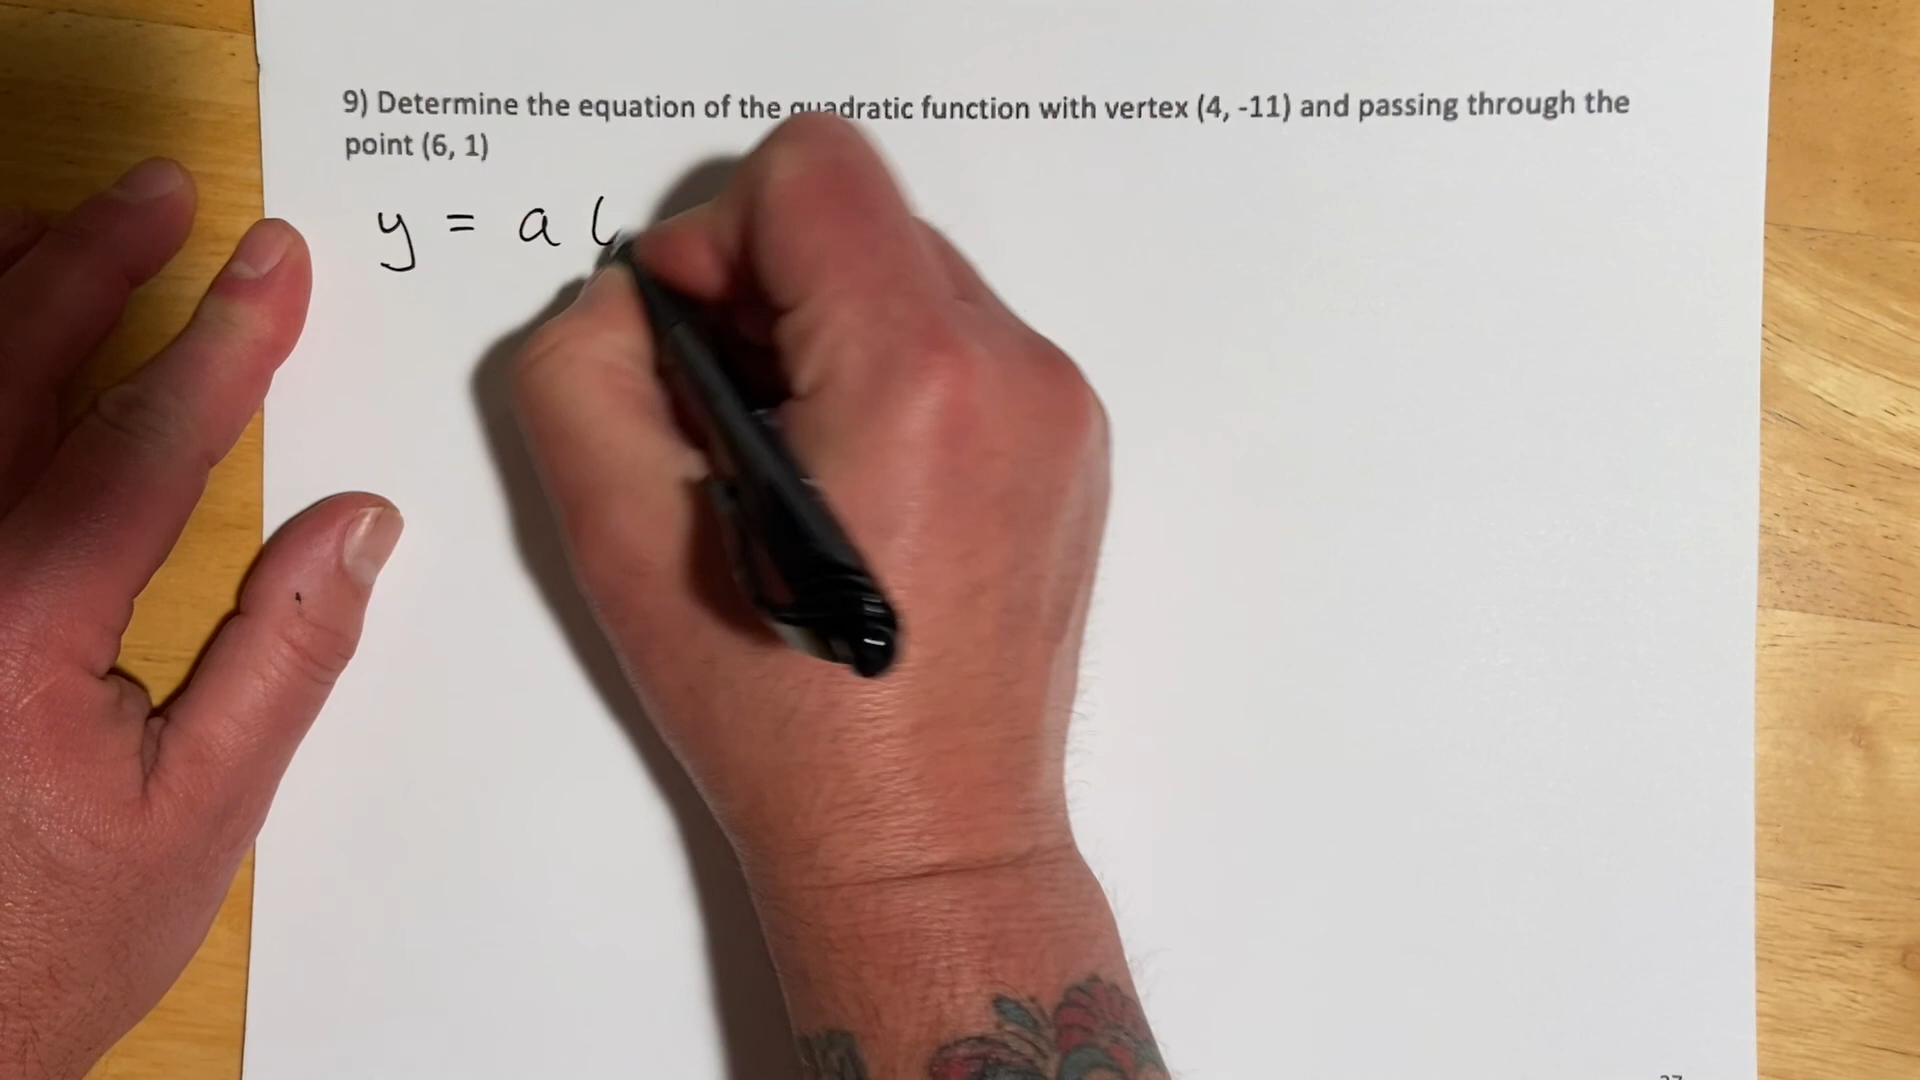 9) Determine the equation of the quadratic function with vertex (4, -11) and passing through the
point (6, 1)
y = a (